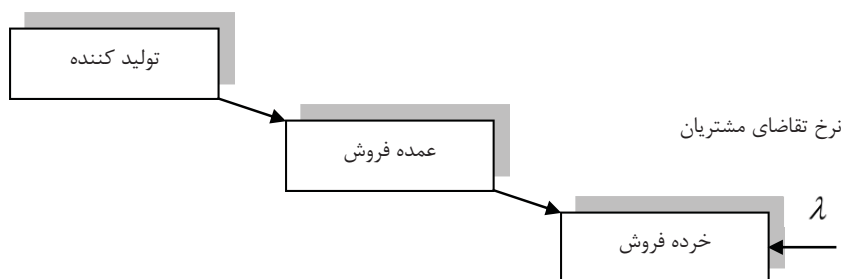 تولید کننده
عمده فروش
نرخ تقاضای مشتریان
λ
خرده فروش